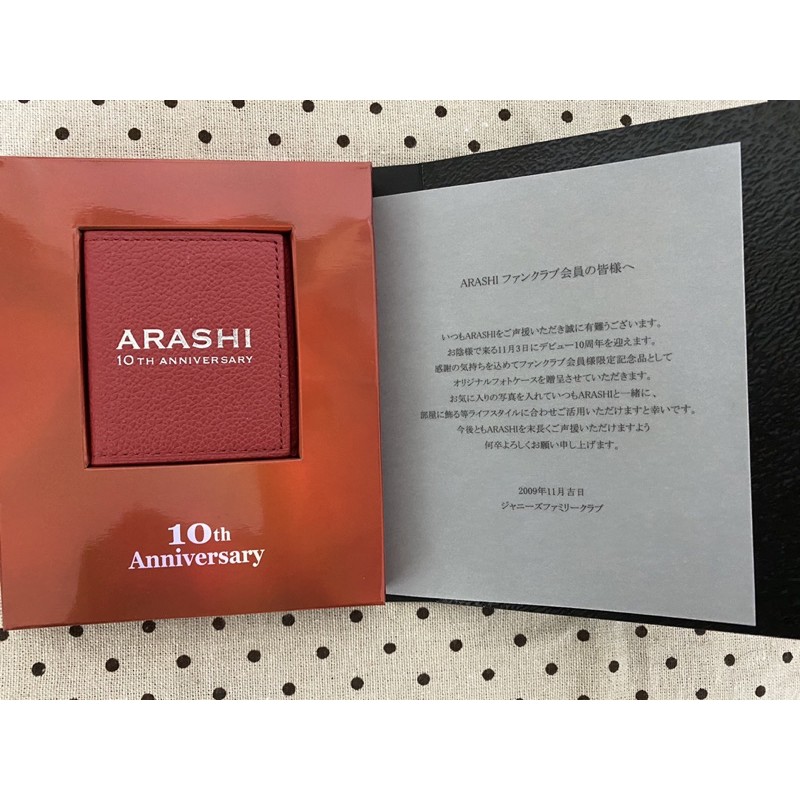 ARASHI
10TH ANNIVERSARY
10th
Anniversary
ARASHI ファンクラブ会員の皆様へ
いつもARASHIをご声援いただき誠に有難うございます。
お陰様で来る11月3日にデビュー10周年を迎えます。
感謝の気持ちを込めてファンクラブ会員様限定記念品として
オリジナルフォトケースを贈呈させていただきます。
お気に入りの写真を入れていつもARASHIと一緒に、
部屋に飾る等ライフスタイルに合わせご活用いただけますと幸いです。
今後ともARASHIを末長くご声援いただけますよう
何卒よろしくお願い申し上げます。
2009年11月吉日
ジャニーズファミリークラブ